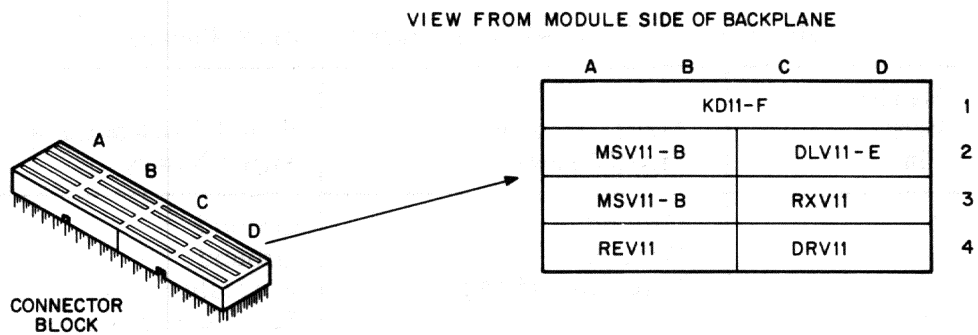 VIEW FROM MODULE SIDE OF BACKPLANE
A B C D
KD11-F 1
MSV11-B DLV11-E 2
MSV11-B RXV11 3
REV11 DRV11 4
A
B
C
D
CONNECTOR
BLOCK